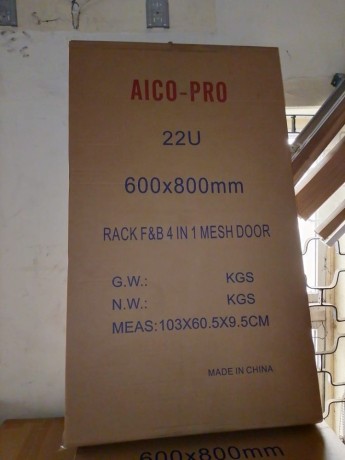 AICO-PRO
22U
600x800mm
RACK F&B 4 IN 1 MESH DOOR
G.W.: KGS
N.W.: KGS
MEAS:103X60.5X9.5CM
MADE IN CHINA
600x800mm